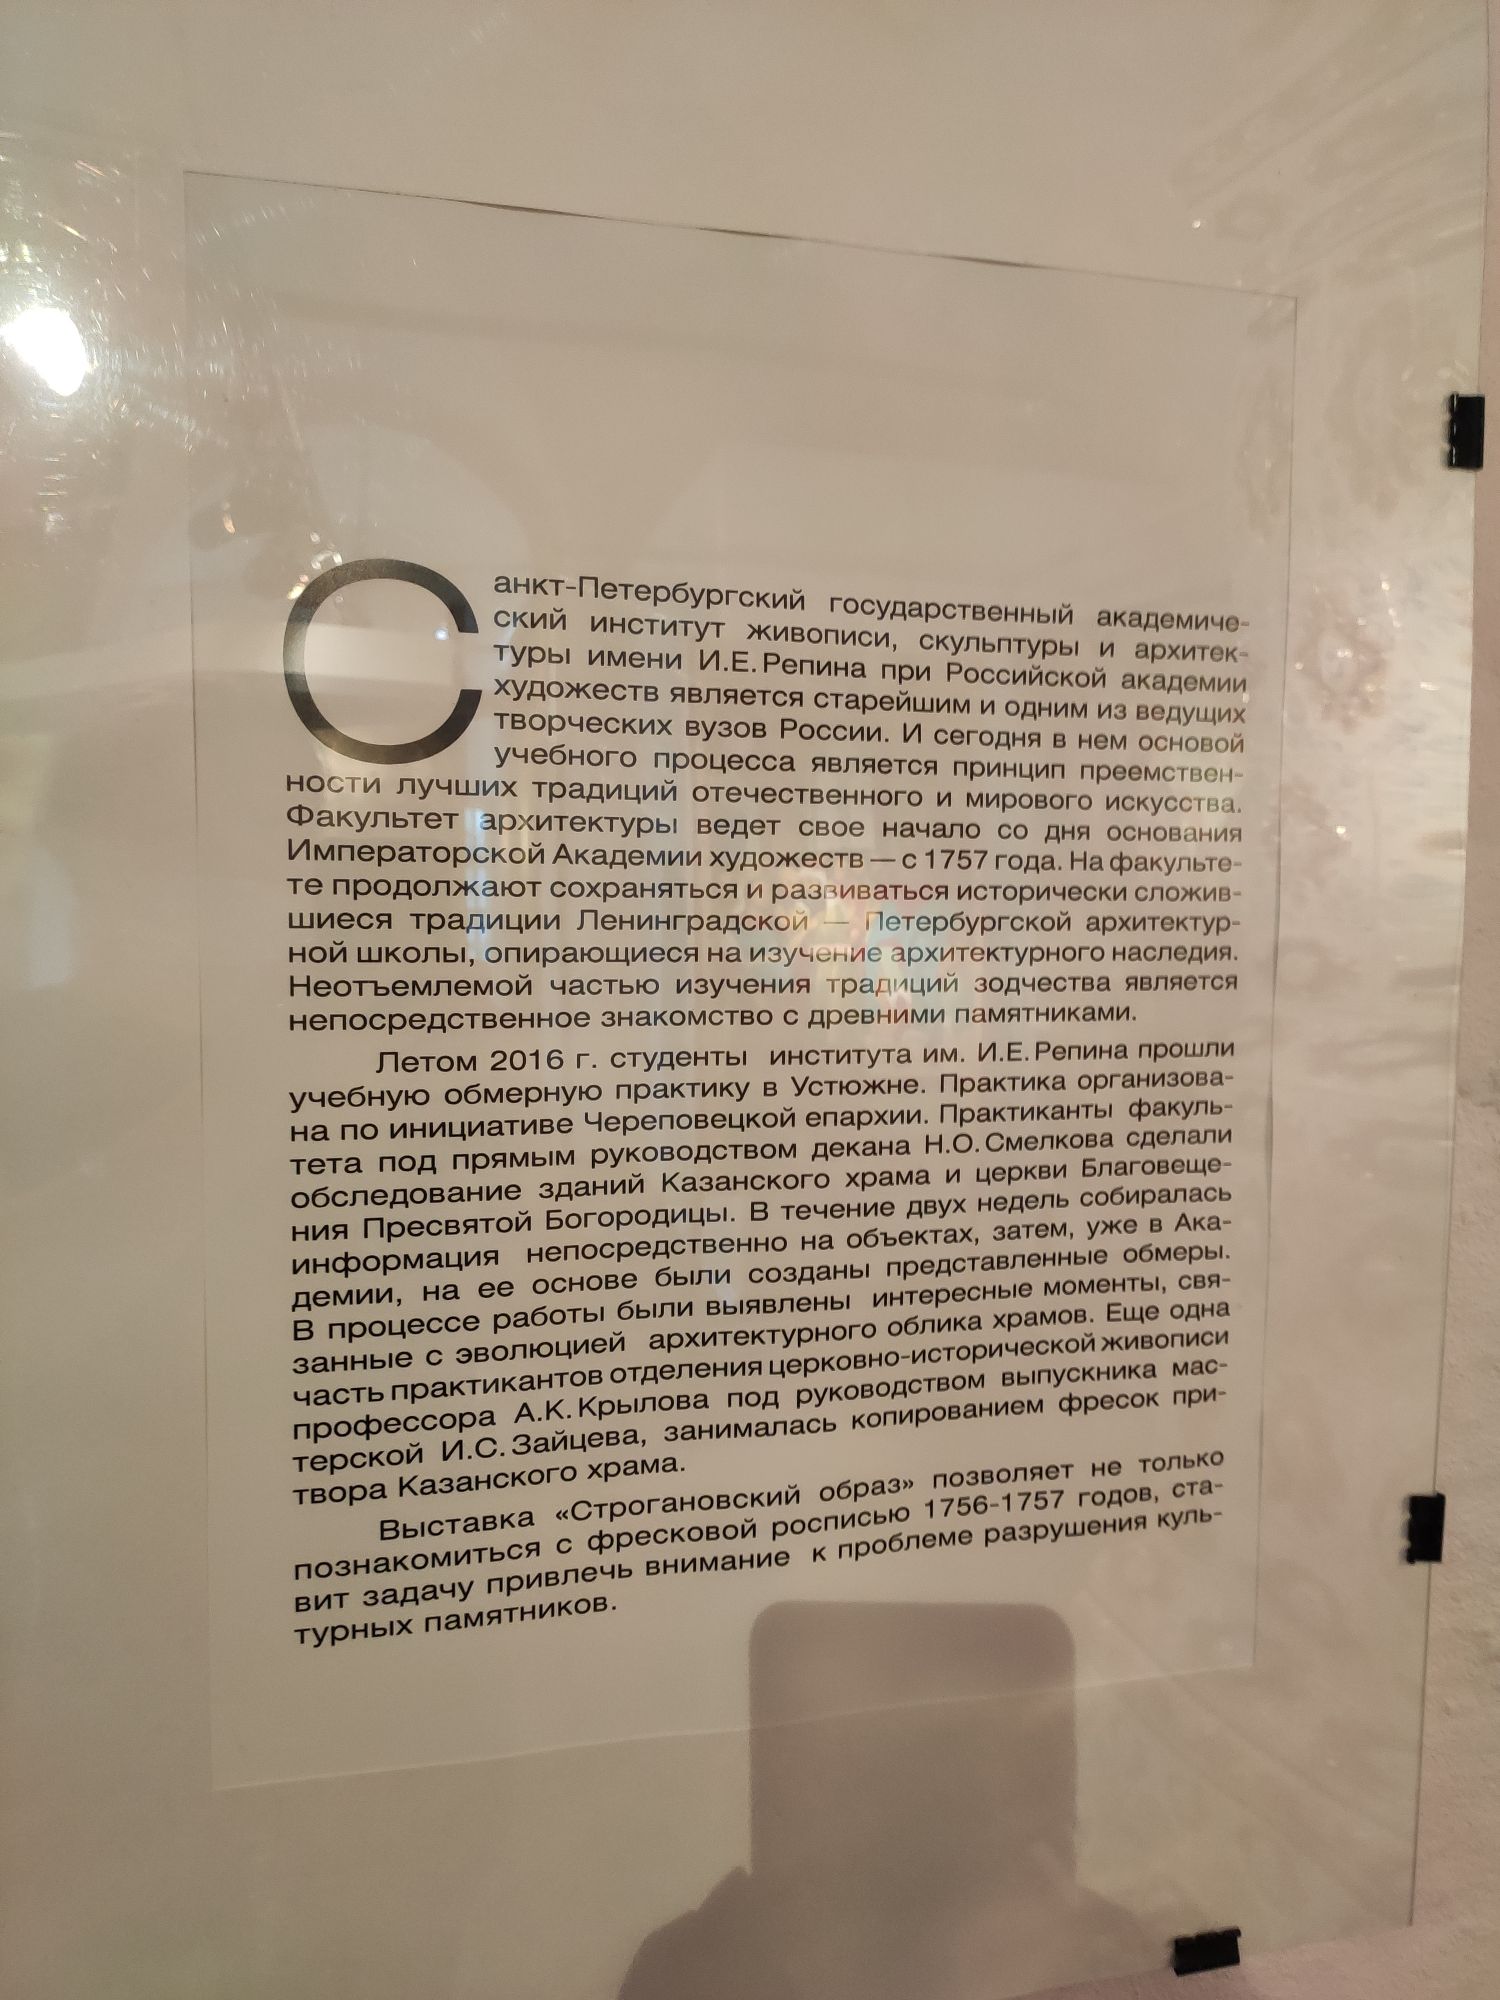 Санкт-Петербургский государственный академиче-
ский институт живописи, скульптуры и архитек-
туры имени И.Е. Репина при Российской академии
художеств является старейшим и одним из ведущих
творческих вузов России. И сегодня в нем основой
учебного процесса является принцип преемствен-
ности лучших традиций отечественного и мирового искусства.
Факультет архитектуры ведет свое начало со дня основания
Императорской Академии художеств — с 1757 года. На факульте-
те продолжают сохраняться и развиваться исторически сложив-
шиеся традиции Ленинградской — Петербургской архитектур-
ной школы, опирающиеся на изучение архитектурного наследия.
Неотъемлемой частью изучения традиций зодчества является
непосредственное знакомство с древними памятниками.
Летом 2016 г. студенты института им. И.Е. Репина прошли
учебную обмерную практику в Устюжне. Практика организова-
на по инициативе Череповецкой епархии. Практиканты факуль-
тета под прямым руководством декана Н.О. Смелкова сделали
обследование зданий Казанского храма и церкви Благовеще-
ния Пресвятой Богородицы. В течение двух недель собиралась
информация непосредственно на объектах, затем, уже в Ака-
демии, на ее основе были созданы представленные обмеры.
В процессе работы были выявлены интересные моменты, свя-
занные с эволюцией архитектурного облика храмов. Еще одна
часть практикантов отделения церковно-исторической живописи
профессора А.К. Крылова под руководством выпускника мас-
терской И.С. Зайцева, занималась копированием фресок при-
твора Казанского храма.
Выставка «Строгановский образ» позволяет не только
познакомиться с фресковой росписью 1756-1757 годов, ста-
вит задачу привлечь внимание к проблеме разрушения куль-
турных памятников.